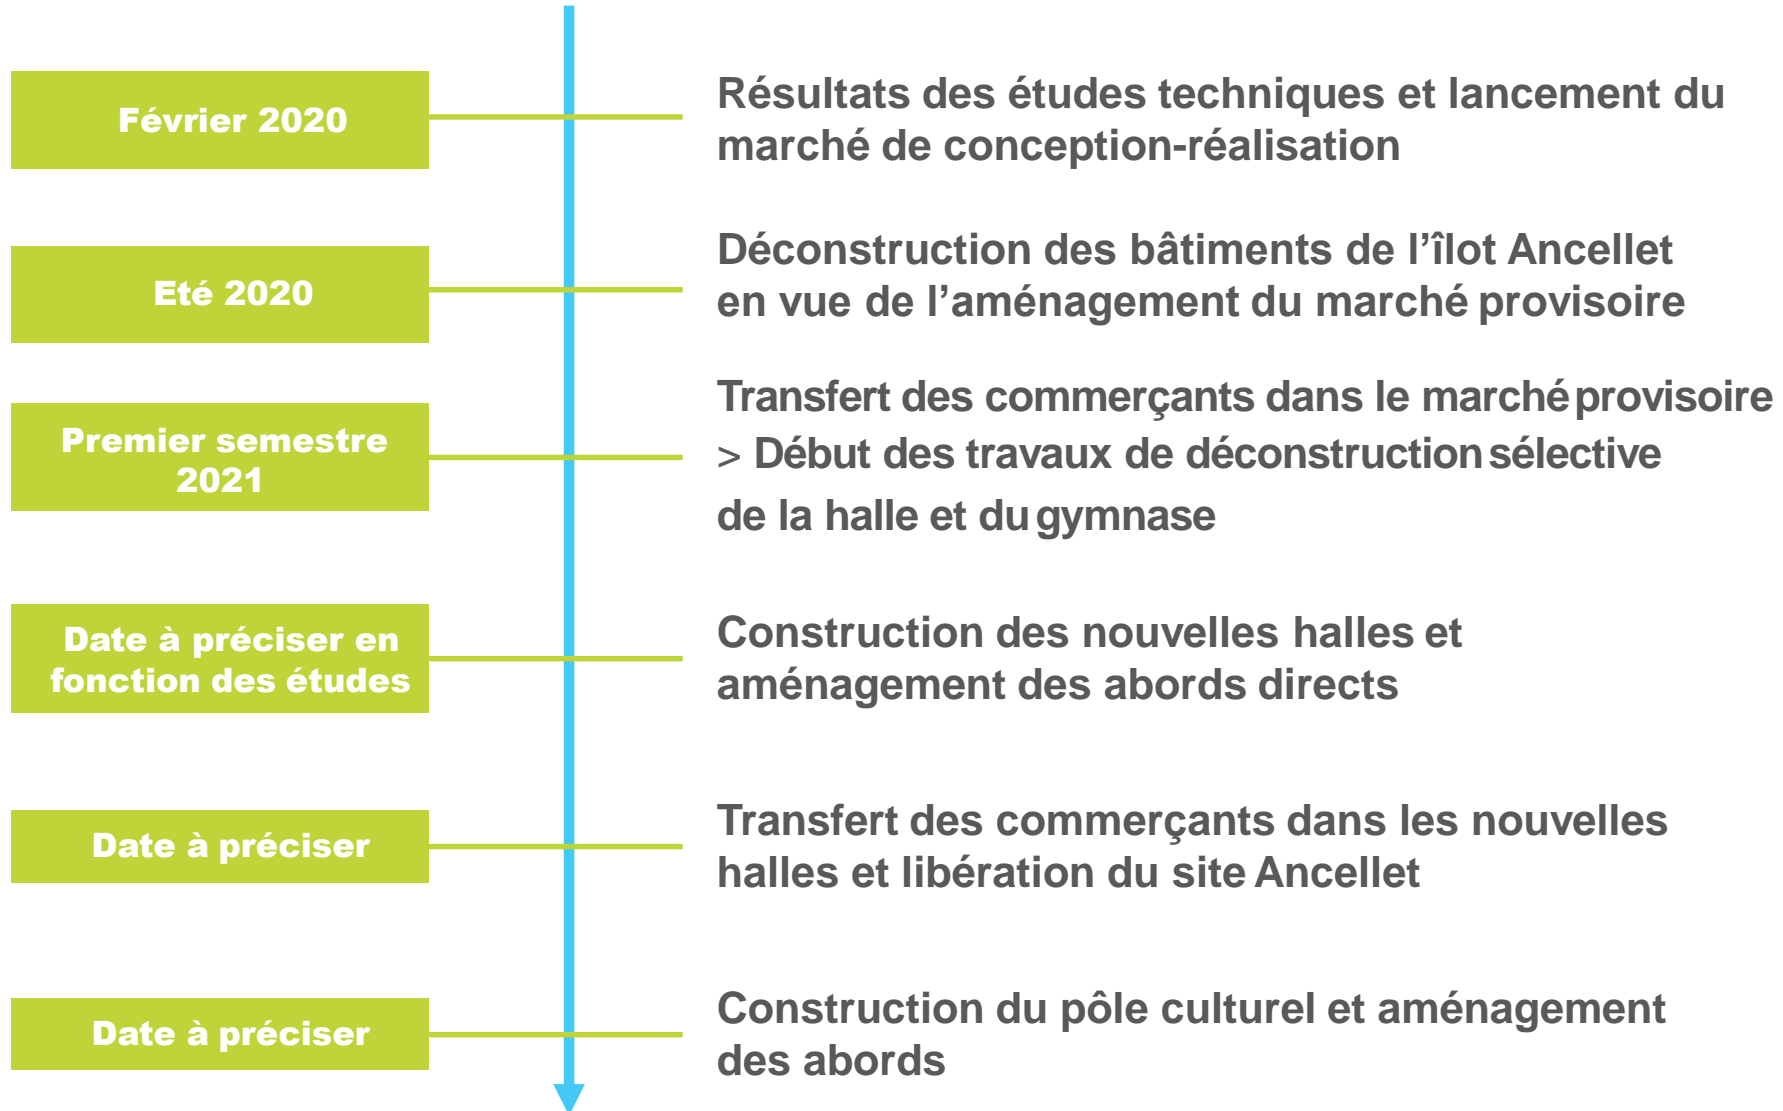 Février 2020
Résultats des études techniques et lancement du
marché de conception-réalisation
Eté 2020
Déconstruction des bâtiments de l’îlot Ancellet
en vue de l’aménagement du marché provisoire
Premier semestre
2021
Transfert des commerçants dans le marché provisoire
> Début des travaux de déconstruction sélective
de la halle et du gymnase
Date à préciser en
fonction des études
Construction des nouvelles halles et
aménagement des abords directs
Date à préciser
Transfert des commerçants dans les nouvelles
halles et libération du site Ancellet
Date à préciser
Construction du pôle culturel et aménagement
des abords